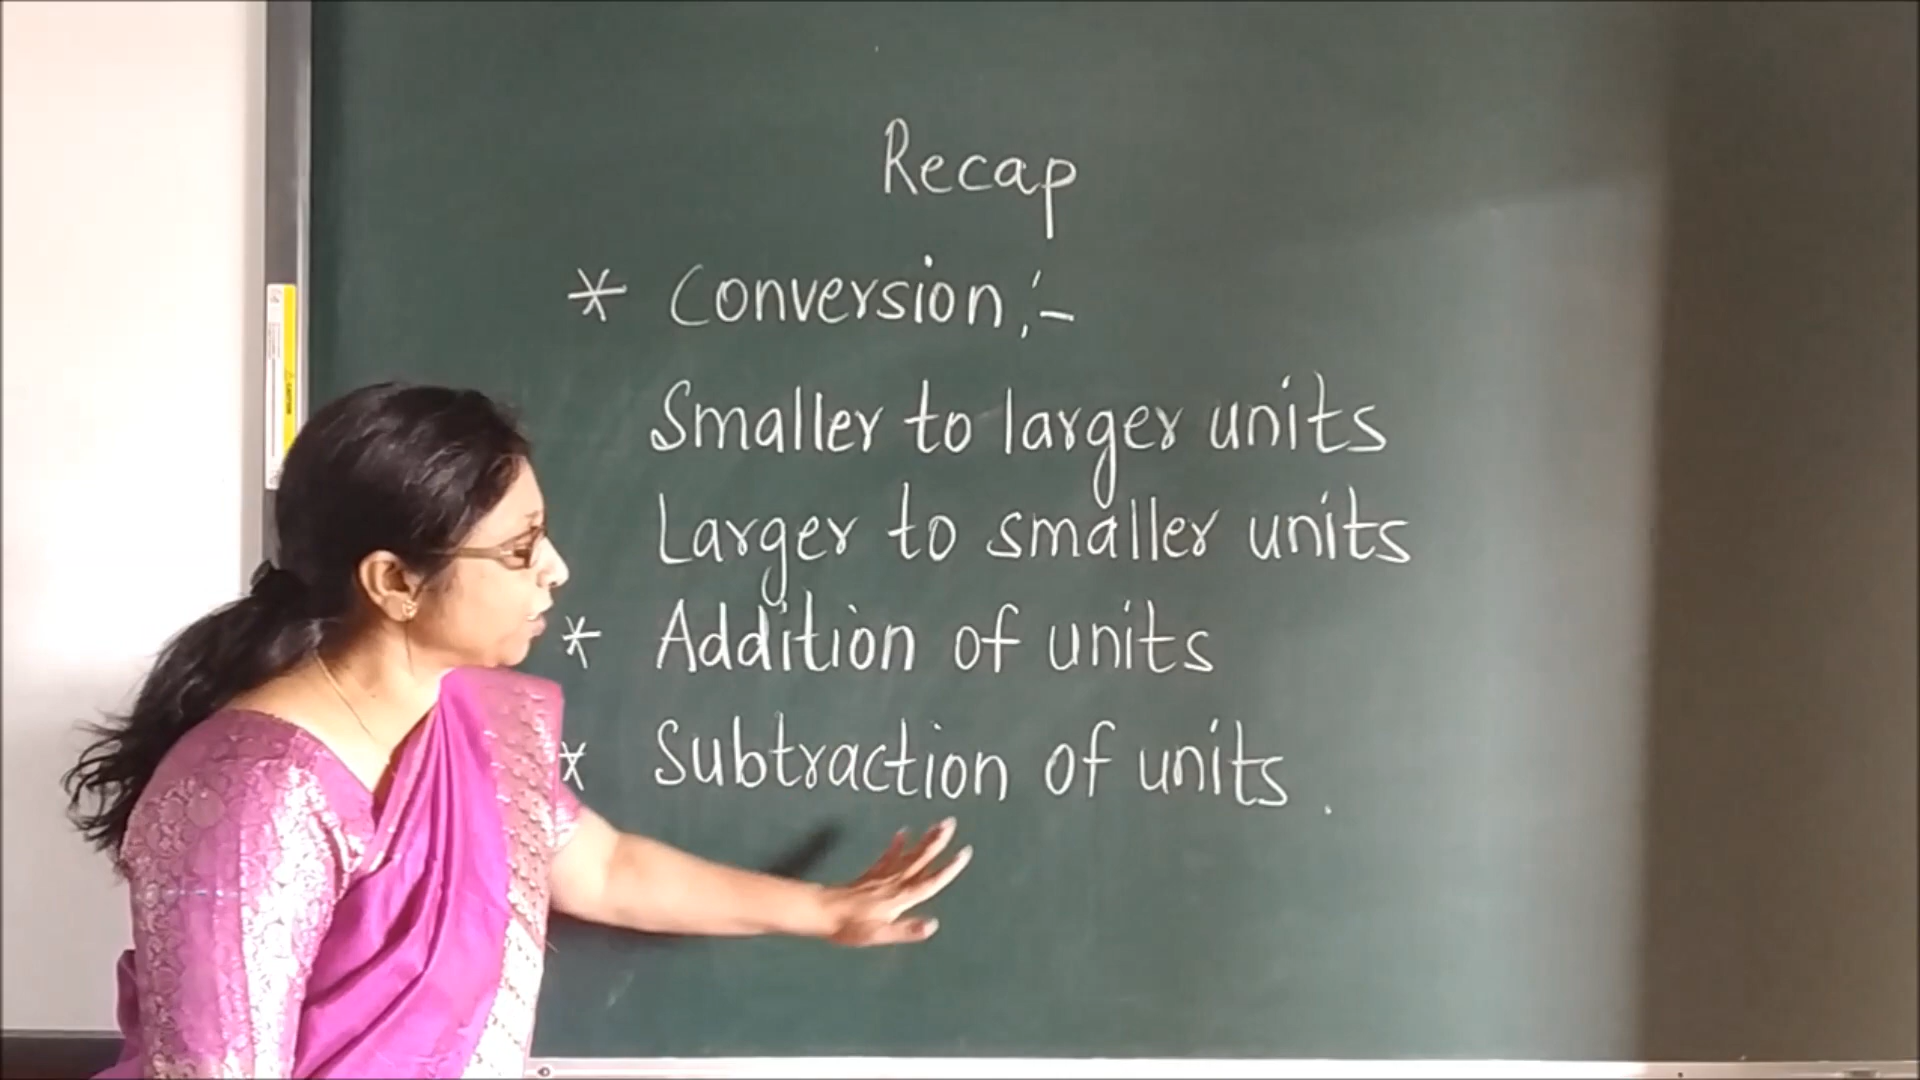 Recap
* Conversion :-
Smaller to larger units
Larger to smaller units
* Addition of units
* Subtraction of units.